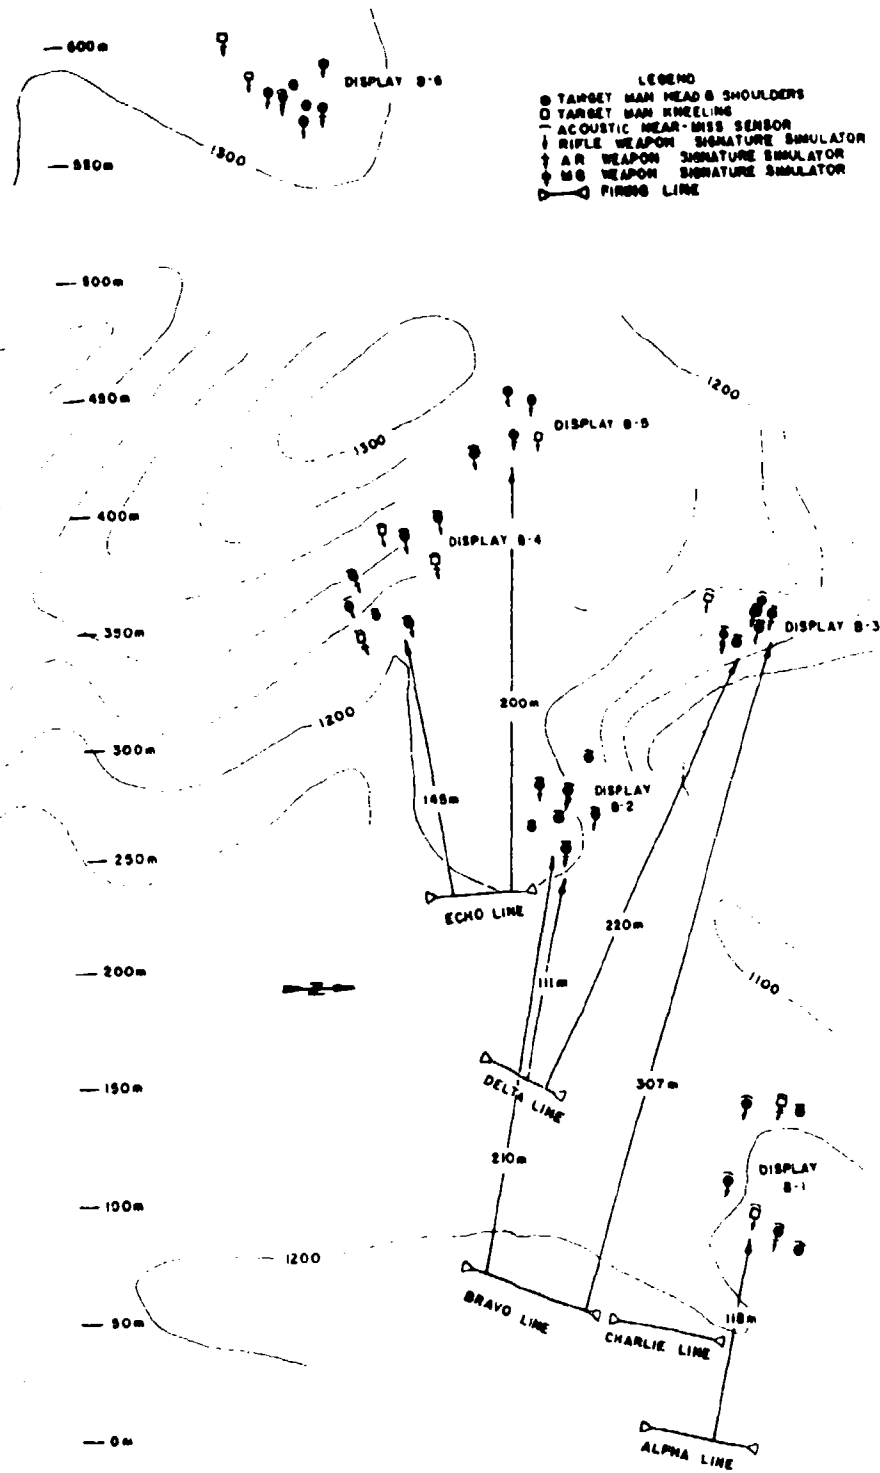 600m
DISPLAY B-6
LEGEND
TARGET MAN HEAD & SHOULDERS
TARGET MAN KNEELING
ACOUSTIC NEAR-MISS SENSOR
RIFLE WEAPON SIGNATURE SIMULATOR
AR WEAPON SIGNATURE SIMULATOR
MG WEAPON SIGNATURE SIMULATOR
FIRING LINE
1300
550m
500m
1200
450m
DISPLAY B-5
1300
400m
DISPLAY B-4
350m
DISPLAY B-3
200m
1200
300m
DISPLAY
B-2
145m
250m
ECHO LINE
220m
200m
N
111m
1100
150m
DELTA LINE
307m
210m
DISPLAY
B-1
100m
1200
BRAVO LINE
118m
50m
CHARLIE LINE
0m
ALPHA LINE